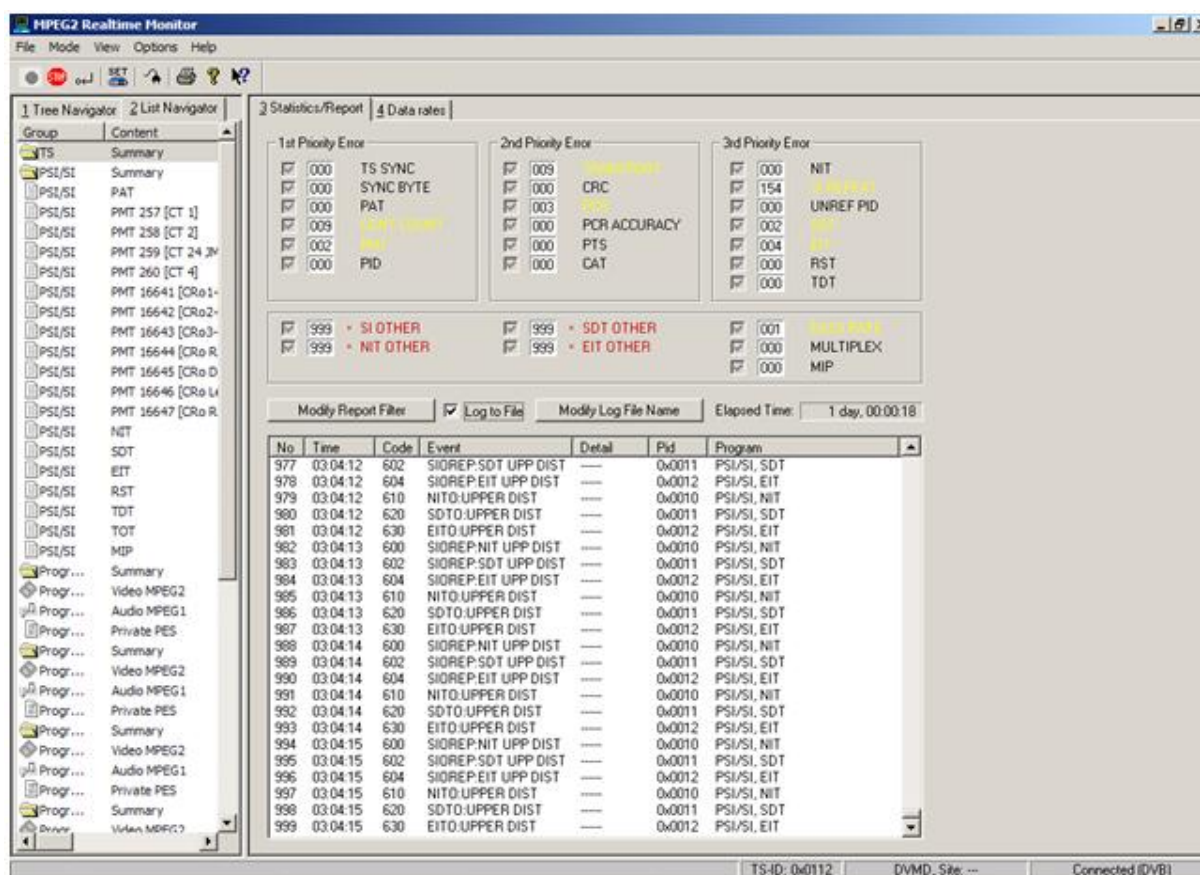 MPEG2 Realtime Monitor
File Mode View Options Help
STOP SET
1 Tree Navigator 2 List Navigator
3 Statistics/Report 4 Data rates
Group Content
TS Summary
PSI/SI Summary
PSI/SI PAT
PSI/SI PMT 257 [CT 1]
PSI/SI PMT 258 [CT 2]
PSI/SI PMT 259 [CT 24 JM
PSI/SI PMT 260 [CT 4]
PSI/SI PMT 16641 [CRo1-
PSI/SI PMT 16642 [CRo2-
PSI/SI PMT 16643 [CRo3-
PSI/SI PMT 16644 [CRo R
PSI/SI PMT 16645 [CRo D
PSI/SI PMT 16646 [CRo Le
PSI/SI PMT 16647 [CRo R
PSI/SI NIT
PSI/SI SDT
PSI/SI EIT
PSI/SI RST
PSI/SI TDT
PSI/SI TOT
PSI/SI MIP
Progr... Summary
Progr... Video MPEG2
Progr... Audio MPEG1
Progr... Private PES
Progr... Summary
Progr... Video MPEG2
Progr... Audio MPEG1
Progr... Private PES
Progr... Summary
Progr... Video MPEG2
Progr... Audio MPEG1
Progr... Private PES
Progr... Summary
Progr... Video MPEG2
1st Priority Error
000 TS SYNC
000 SYNC BYTE
000 PAT
009
002
000 PID
2nd Priority Error
009
000 CRC
003
000 PCR ACCURACY
000 PTS
000 CAT
3rd Priority Error
000 NIT
154
000 UNREF PID
002
004
000 RST
000 TDT
999 * SI OTHER
999 * NIT OTHER
999 * SDT OTHER
999 * EIT OTHER
001
000 MULTIPLEX
000 MIP
Modify Report Filter Log to File Modify Log File Name Elapsed Time: 1 day, 00:00:18
No Time Code Event Detail Pid Program
977 03:04:12 602 SIOREP:SDT UPP DIST ----- 0x0011 PSI/SI, SDT
978 03:04:12 604 SIOREP:EIT UPP DIST ----- 0x0012 PSI/SI, EIT
979 03:04:12 610 NITO:UPPER DIST ----- 0x0010 PSI/SI, NIT
980 03:04:12 620 SDTO:UPPER DIST ----- 0x0011 PSI/SI, SDT
981 03:04:12 630 EITO:UPPER DIST ----- 0x0012 PSI/SI, EIT
982 03:04:13 600 SIOREP:NIT UPP DIST ----- 0x0010 PSI/SI, NIT
983 03:04:13 602 SIOREP:SDT UPP DIST ----- 0x0011 PSI/SI, SDT
984 03:04:13 604 SIOREP:EIT UPP DIST ----- 0x0012 PSI/SI, EIT
985 03:04:13 610 NITO:UPPER DIST ----- 0x0010 PSI/SI, NIT
986 03:04:13 620 SDTO:UPPER DIST ----- 0x0011 PSI/SI, SDT
987 03:04:13 630 EITO:UPPER DIST ----- 0x0012 PSI/SI, EIT
988 03:04:14 600 SIOREP:NIT UPP DIST ----- 0x0010 PSI/SI, NIT
989 03:04:14 602 SIOREP:SDT UPP DIST ----- 0x0011 PSI/SI, SDT
990 03:04:14 604 SIOREP:EIT UPP DIST ----- 0x0012 PSI/SI, EIT
991 03:04:14 610 NITO:UPPER DIST ----- 0x0010 PSI/SI, NIT
992 03:04:14 620 SDTO:UPPER DIST ----- 0x0011 PSI/SI, SDT
993 03:04:14 630 EITO:UPPER DIST ----- 0x0012 PSI/SI, EIT
994 03:04:15 600 SIOREP:NIT UPP DIST ----- 0x0010 PSI/SI, NIT
995 03:04:15 602 SIOREP:SDT UPP DIST ----- 0x0011 PSI/SI, SDT
996 03:04:15 604 SIOREP:EIT UPP DIST ----- 0x0012 PSI/SI, EIT
997 03:04:15 610 NITO:UPPER DIST ----- 0x0010 PSI/SI, NIT
998 03:04:15 620 SDTO:UPPER DIST ----- 0x0011 PSI/SI, SDT
999 03:04:15 630 EITO:UPPER DIST ----- 0x0012 PSI/SI, EIT
TS-ID: 0x0112 DVMD, Site: --- Connected (DVB)